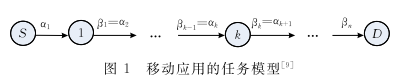 S α₁ 1 β₁=α₂ ... βₖ₋₁=αₖ k βₖ=αₖ₊₁ ... βₙ D
图 1 移动应用的任务模型[9]